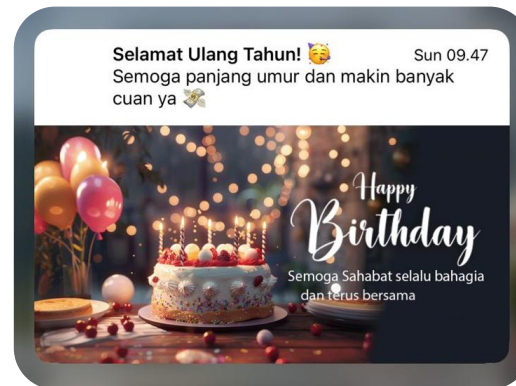 Selamat Ulang Tahun! 🥳 Sun 09.47
Semoga panjang umur dan makin banyak
cuan ya 💸
Happy
Birthday
Semoga Sahabat selalu bahagia
dan terus bersama